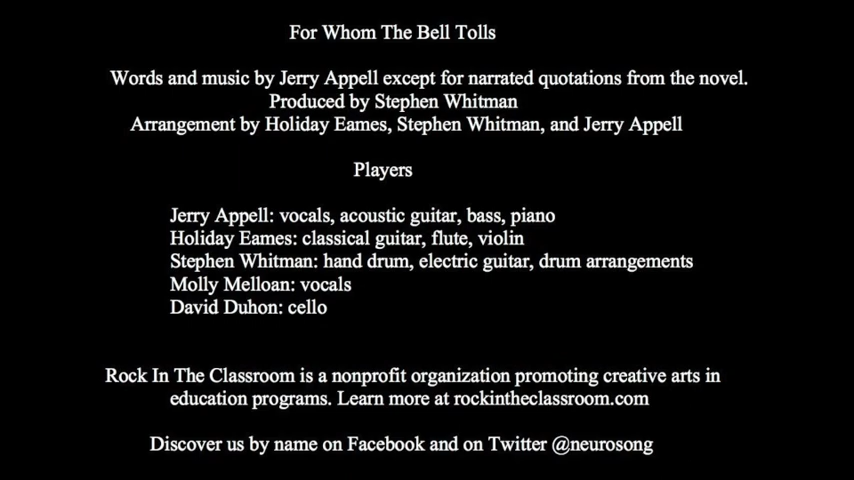 For Whom The Bell Tolls
Words and music by Jerry Appell except for narrated quotations from the novel.
Produced by Stephen Whitman
Arrangement by Holiday Eames, Stephen Whitman, and Jerry Appell
Players
Jerry Appell: vocals, acoustic guitar, bass, piano
Holiday Eames: classical guitar, flute, violin
Stephen Whitman: hand drum, electric guitar, drum arrangements
Molly Melloan: vocals
David Duhon: cello
Rock In The Classroom is a nonprofit organization promoting creative arts in
education programs. Learn more at rockintheclassroom.com
Discover us by name on Facebook and on Twitter @neurosong